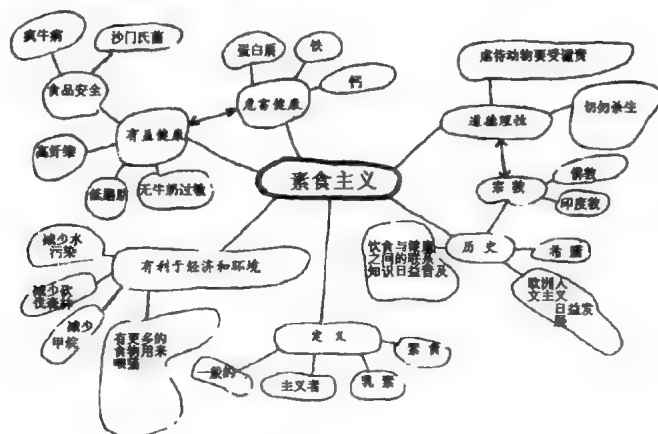 疯牛病
沙门氏菌
食品安全
蛋白质
铁
钙
危害健康
有益健康
高纤维
低脂肪
无牛奶过敏
虐待动物要受谴责
道德理性
切勿杀生
素食主义
宗教
佛教
印度教
历史
希腊
饮食与健康
之间的联系
知识日益普及
欧洲人
文主义
日益发
展
减少水
污染
有利于经济和环境
减少砍
伐森林
减少
甲烷
有更多的
食物用来
喂猫
定义
一般的
主义者
乳素
素食